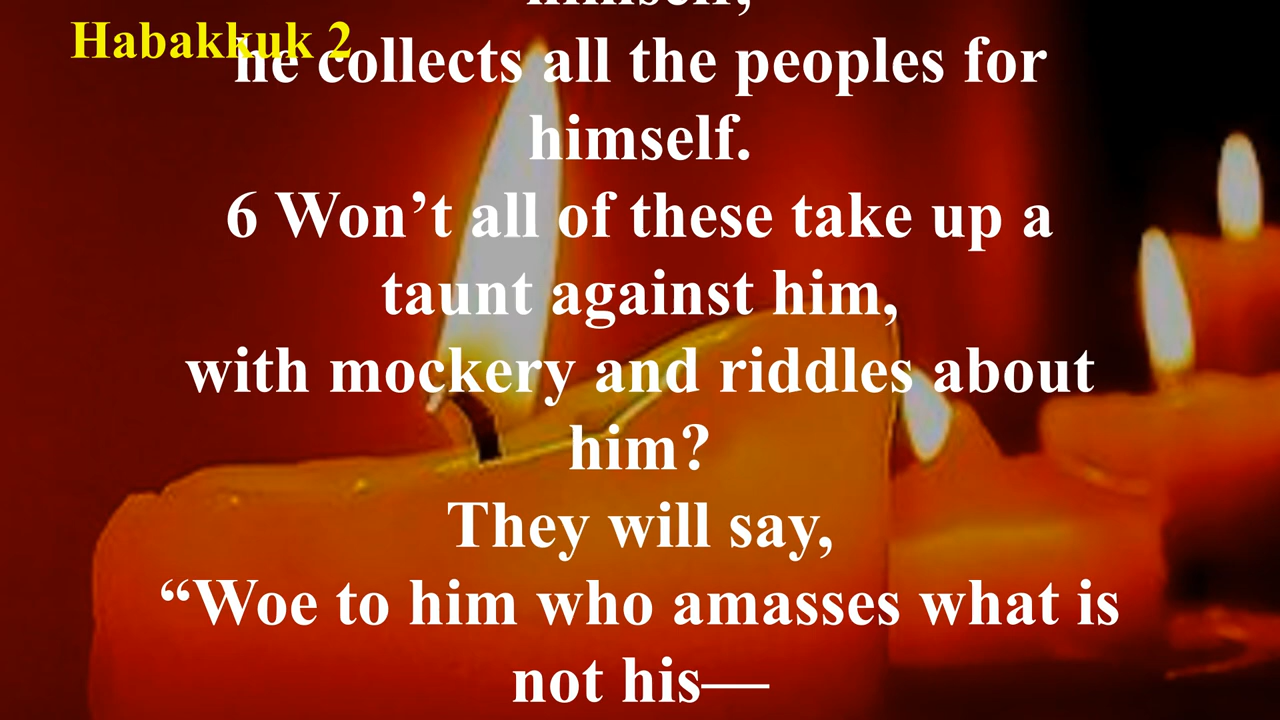 himself,
Habakkuk 2
he collects all the peoples for
himself.
6 Won’t all of these take up a
taunt against him,
with mockery and riddles about
him?
They will say,
“Woe to him who amasses what is
not his—